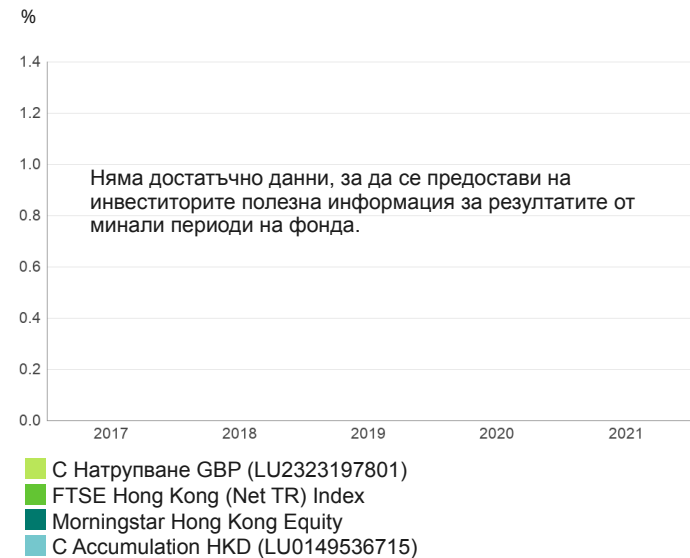 %
1.4
1.2
1.0
Няма достатъчно данни, за да се предостави на
инвеститорите полезна информация за резултатите от
минали периоди на фонда.
0.8
0.6
0.4
0.2
0.0
2017 2018 2019 2020 2021
С Натрупване GBP (LU2323197801)
FTSE Hong Kong (Net TR) Index
Morningstar Hong Kong Equity
C Accumulation HKD (LU0149536715)